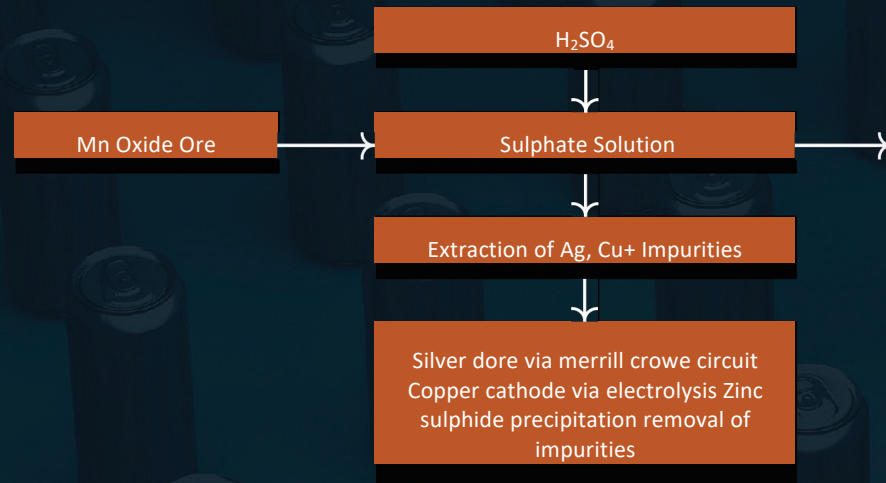 H₂SO₄
Mn Oxide Ore
Sulphate Solution
Extraction of Ag, Cu+ Impurities
Silver dore via merrill crowe circuit
Copper cathode via electrolysis Zinc
sulphide precipitation removal of
impurities